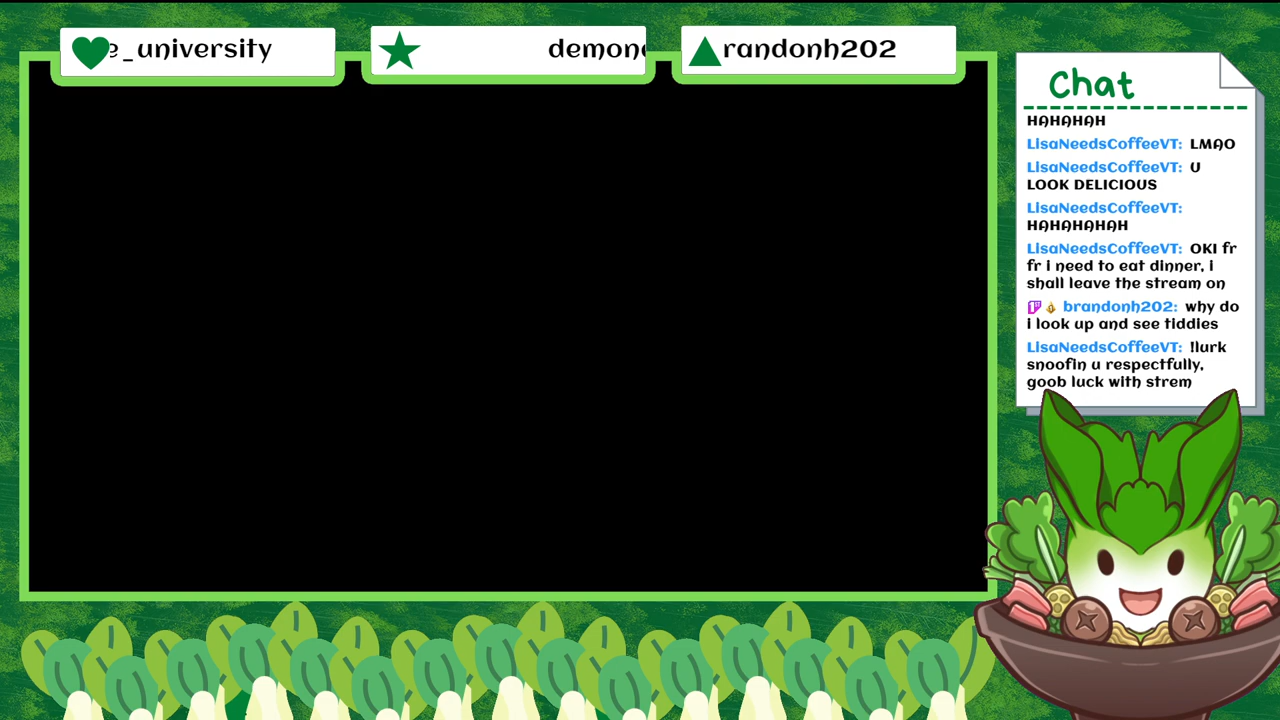 e_university
demon
randonh202
Chat
HAHAHAH
LisaNeedsCoffeeVT: LMAO
LisaNeedsCoffeeVT: U
LOOK DELICIOUS
LisaNeedsCoffeeVT:
HAHAHAHAH
LisaNeedsCoffeeVT: OKI fr
fr i need to eat dinner, i
shall leave the stream on
brandonh202: why do
i look up and see tiddies
LisaNeedsCoffeeVT: !lurk
snoofin u respectfully,
goob luck with strem